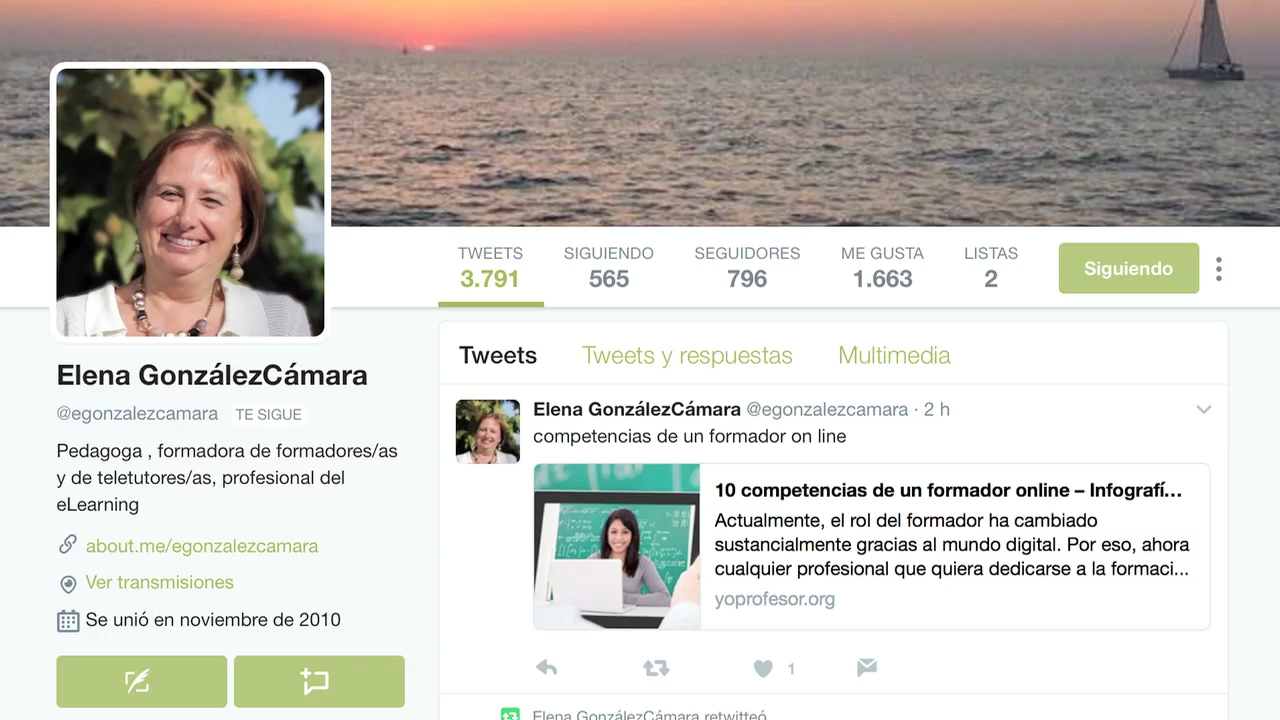 TWEETS
3.791
SIGUIENDO
565
SEGUIDORES
796
ME GUSTA
1.663
LISTAS
2
Siguiendo
Elena GonzálezCámara
@egonzalezcamara TE SIGUE
Pedagoga , formadora de formadores/as
y de teletutores/as, profesional del
eLearning
about.me/egonzalezcamara
Ver transmisiones
Se unió en noviembre de 2010
Tweets Tweets y respuestas Multimedia
Elena GonzálezCámara @egonzalezcamara · 2 h
competencias de un formador on line
10 competencias de un formador online – Infografí...
Actualmente, el rol del formador ha cambiado
sustancialmente gracias al mundo digital. Por eso, ahora
cualquier profesional que quiera dedicarse a la formaci...
yoprofesor.org
1
Elena GonzálezCámara retwitteó